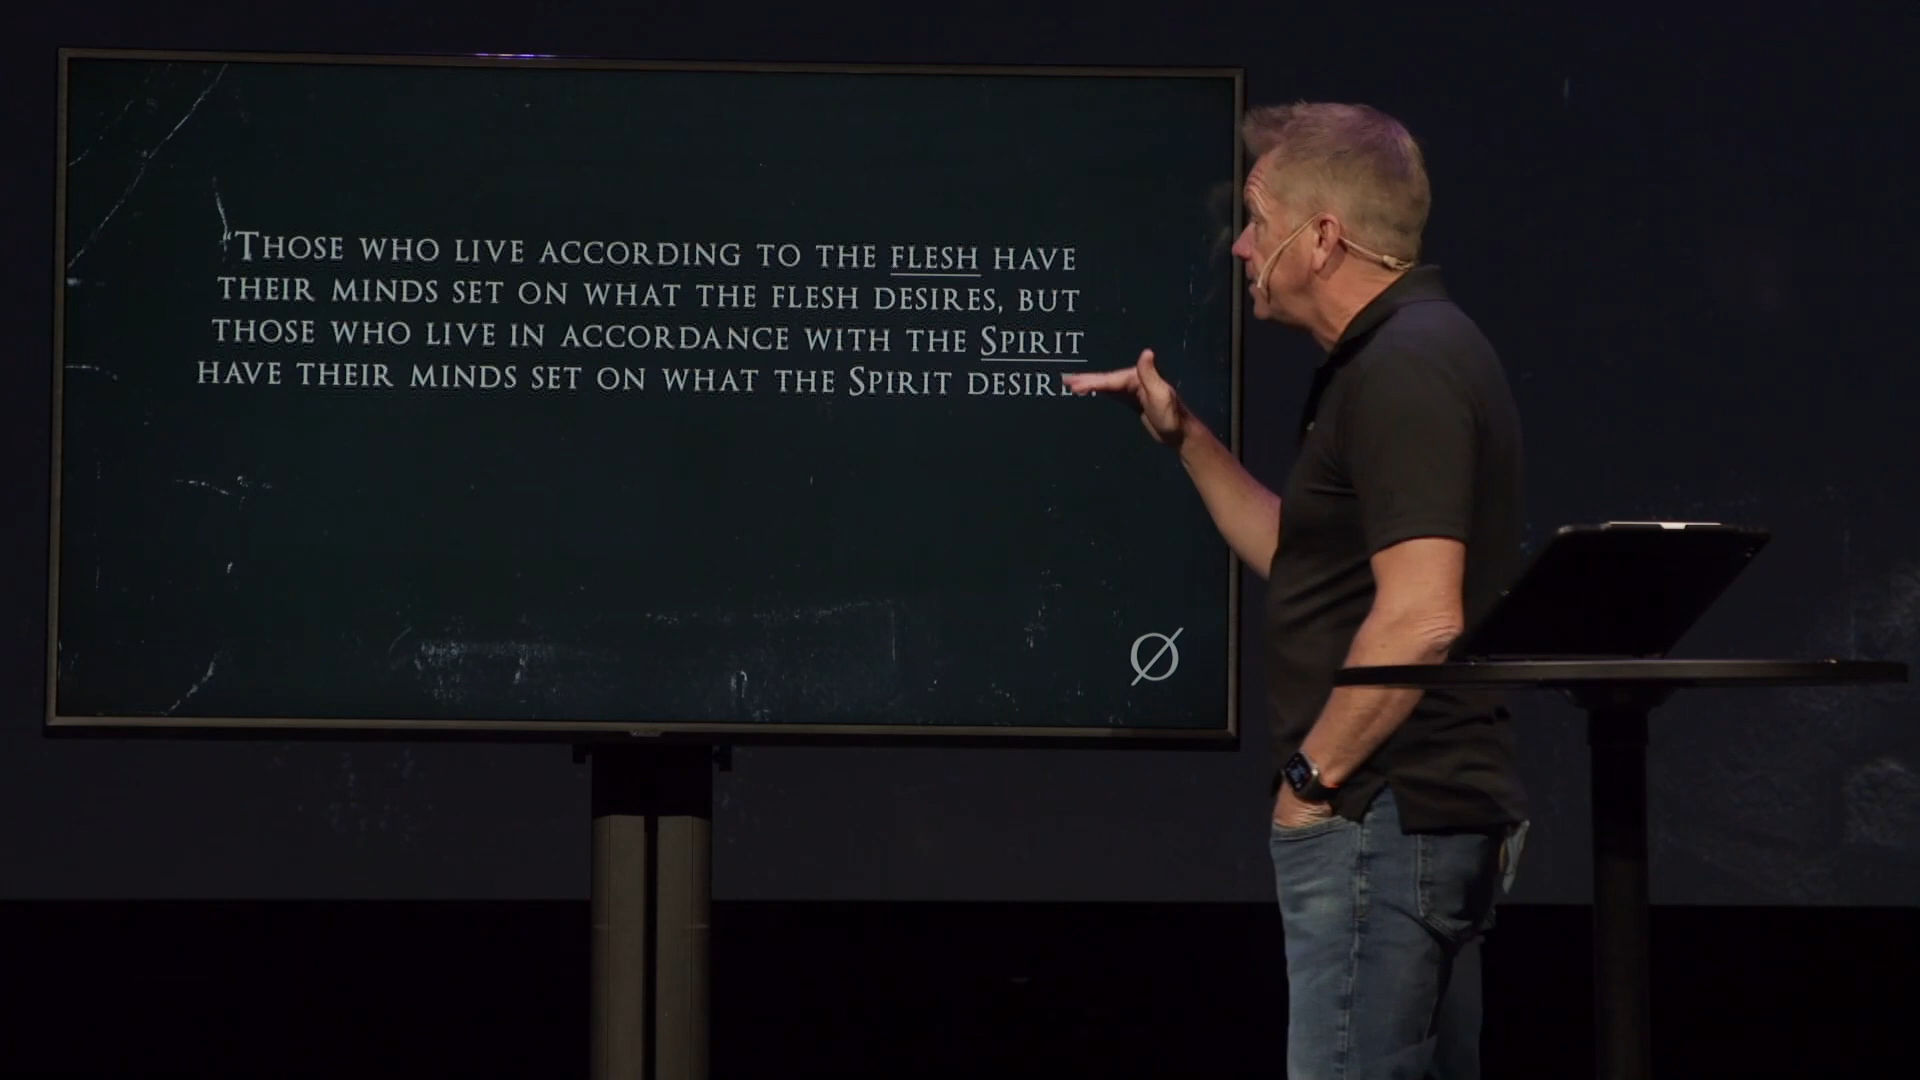 “Those who live according to the flesh have
their minds set on what the flesh desires, but
those who live in accordance with the Spirit
have their minds set on what the Spirit
Ø